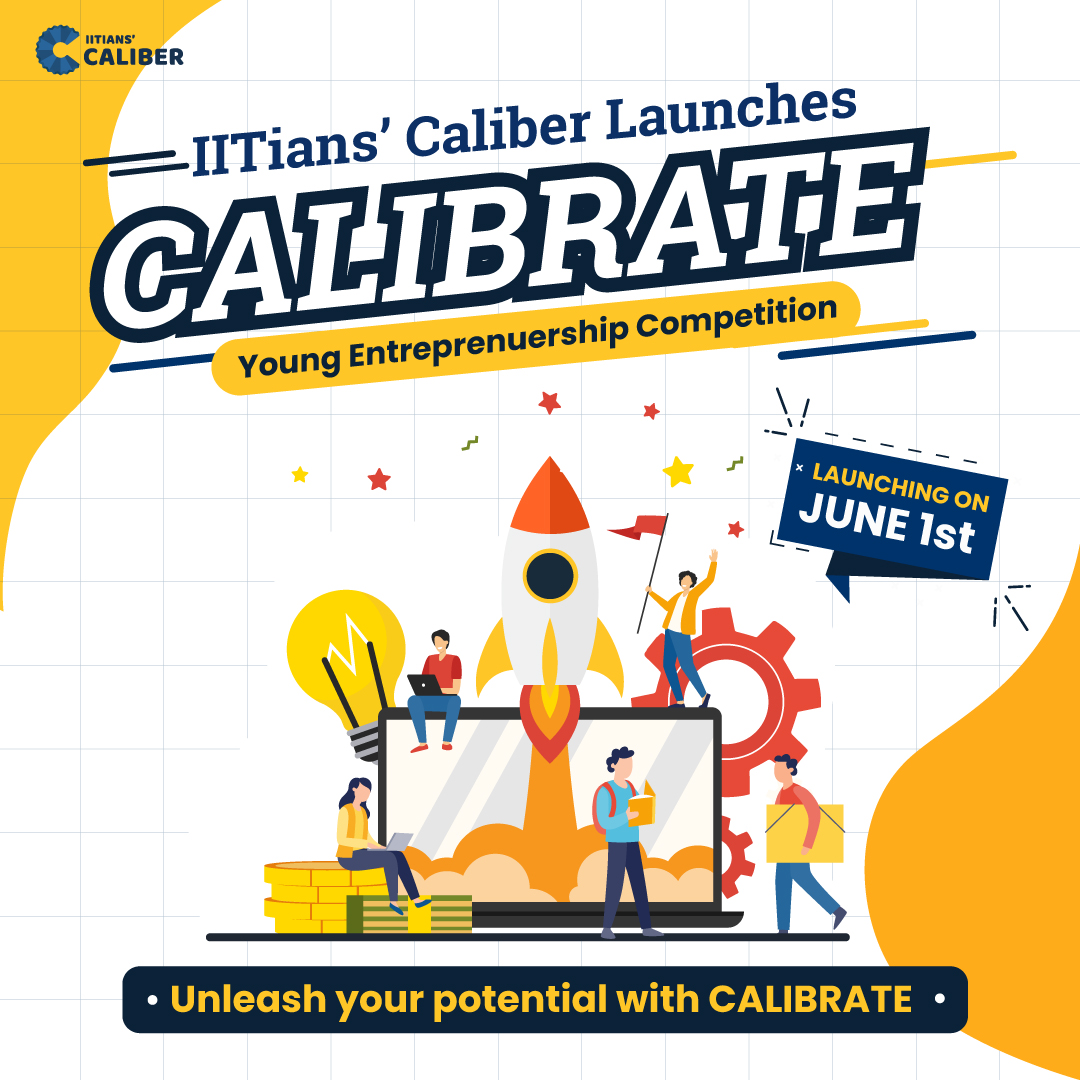 IITIANS'
CALIBER
IITians’ Caliber Launches
CALIBRATE
Young Entreprenuership Competition
LAUNCHING ON
JUNE 1st
• Unleash your potential with CALIBRATE •